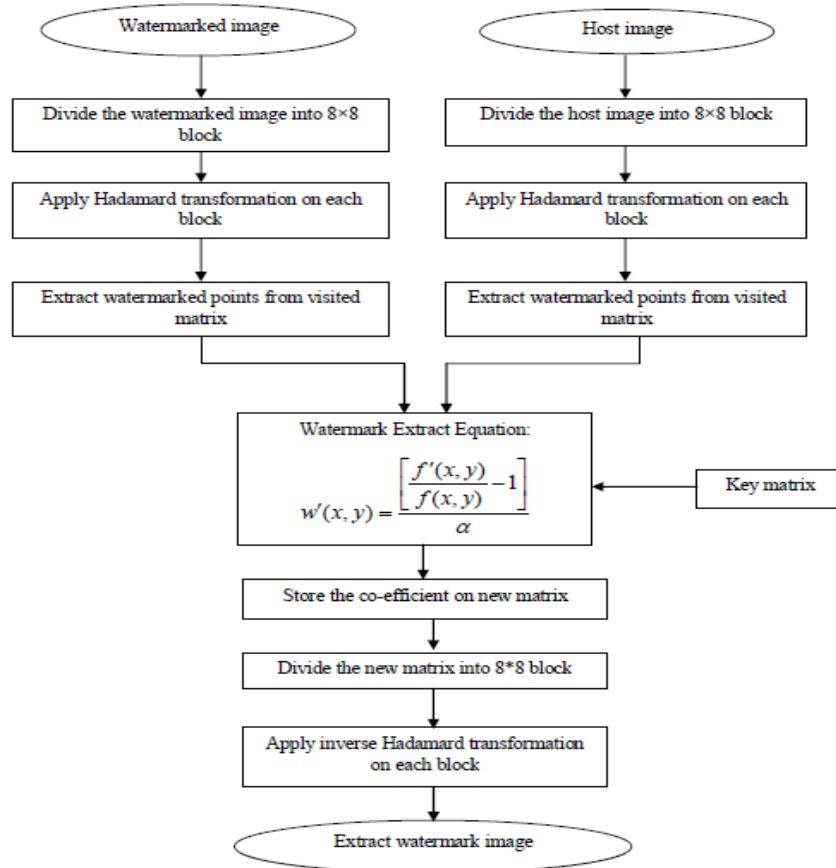 Watermarked image
Host image
Divide the watermarked image into 8×8
block
Divide the host image into 8×8 block
Apply Hadamard transformation on each
block
Apply Hadamard transformation on each
block
Extract watermarked points from visited
matrix
Extract watermarked points from visited
matrix
Watermark Extract Equation:
w'(x, y) = [f'(x, y) / f(x, y) − 1] / α
Key matrix
Store the co-efficient on new matrix
Divide the new matrix into 8*8 block
Apply inverse Hadamard transformation
on each block
Extract watermark image